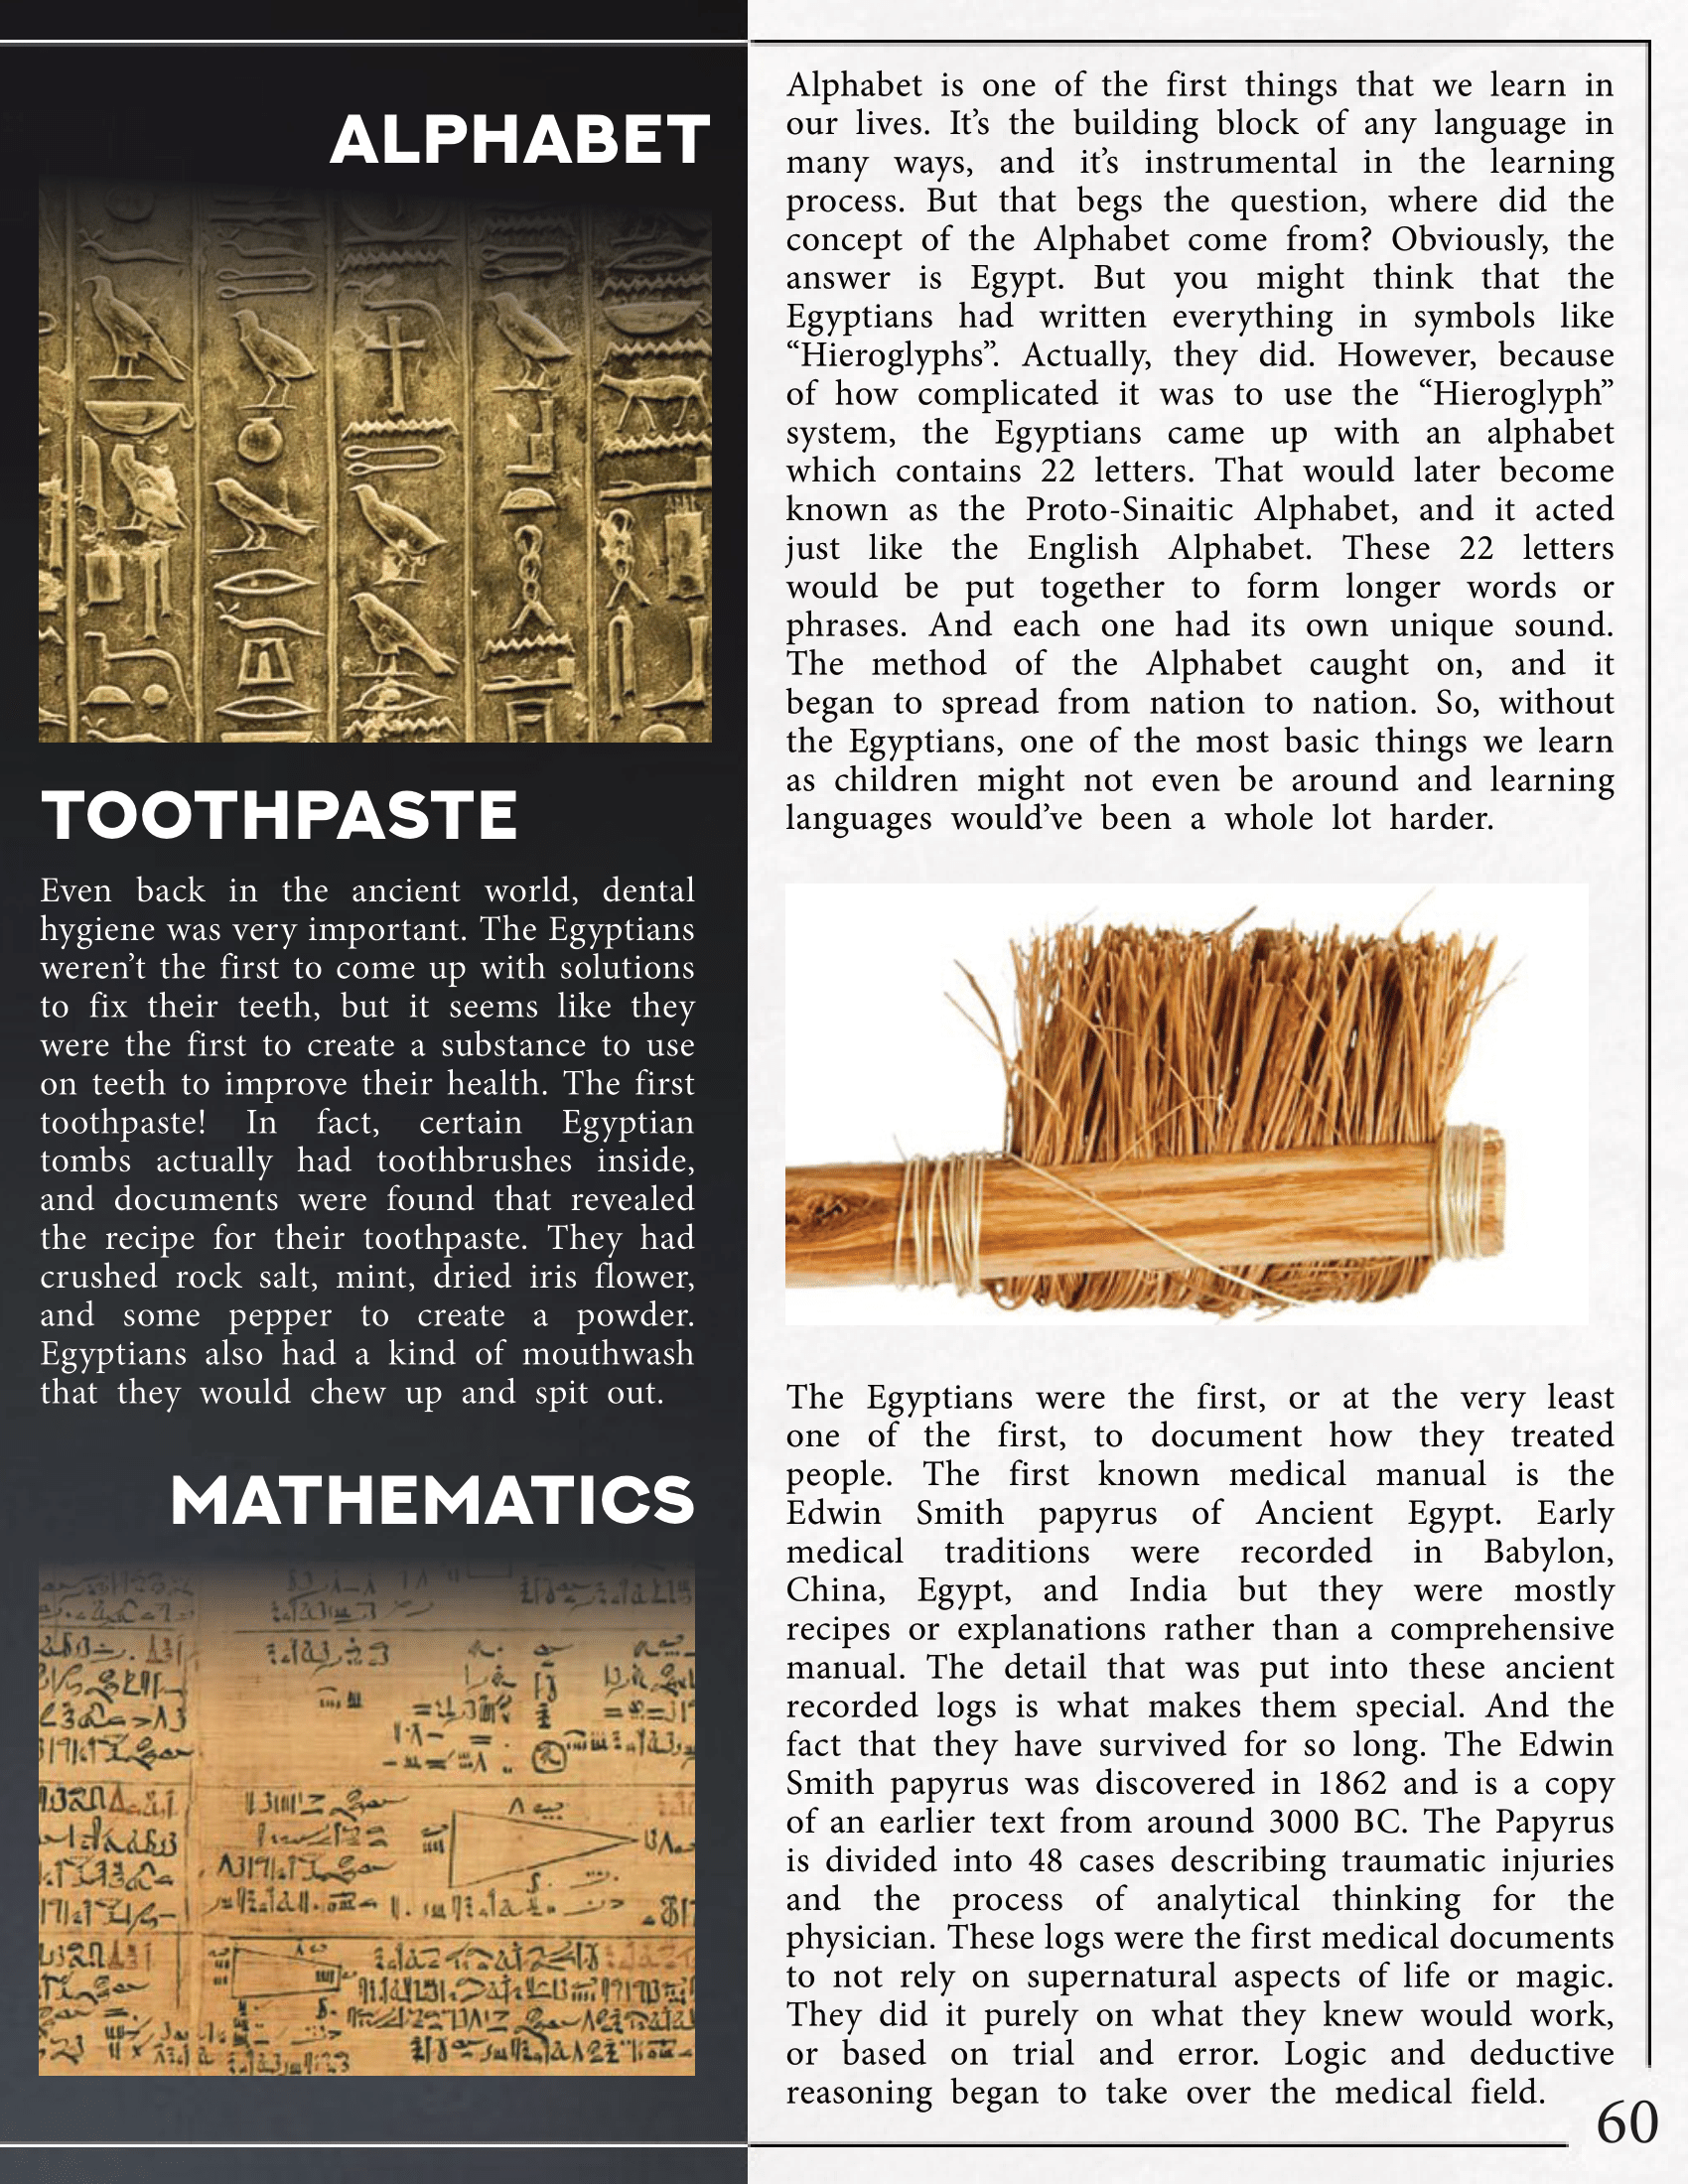 ALPHABET
Alphabet is one of the first things that we learn in
our lives. It’s the building block of any language in
many ways, and it’s instrumental in the learning
process. But that begs the question, where did the
concept of the Alphabet come from? Obviously, the
answer is Egypt. But you might think that the
Egyptians had written everything in symbols like
“Hieroglyphs”. Actually, they did. However, because
of how complicated it was to use the “Hieroglyph”
system, the Egyptians came up with an alphabet
which contains 22 letters. That would later become
known as the Proto-Sinaitic Alphabet, and it acted
just like the English Alphabet. These 22 letters
would be put together to form longer words or
phrases. And each one had its own unique sound.
The method of the Alphabet caught on, and it
began to spread from nation to nation. So, without
the Egyptians, one of the most basic things we learn
as children might not even be around and learning
languages would’ve been a whole lot harder.
TOOTHPASTE
Even back in the ancient world, dental
hygiene was very important. The Egyptians
weren’t the first to come up with solutions
to fix their teeth, but it seems like they
were the first to create a substance to use
on teeth to improve their health. The first
toothpaste! In fact, certain Egyptian
tombs actually had toothbrushes inside,
and documents were found that revealed
the recipe for their toothpaste. They had
crushed rock salt, mint, dried iris flower,
and some pepper to create a powder.
Egyptians also had a kind of mouthwash
that they would chew up and spit out.
MATHEMATICS
The Egyptians were the first, or at the very least
one of the first, to document how they treated
people. The first known medical manual is the
Edwin Smith papyrus of Ancient Egypt. Early
medical traditions were recorded in Babylon,
China, Egypt, and India but they were mostly
recipes or explanations rather than a comprehensive
manual. The detail that was put into these ancient
recorded logs is what makes them special. And the
fact that they have survived for so long. The Edwin
Smith papyrus was discovered in 1862 and is a copy
of an earlier text from around 3000 BC. The Papyrus
is divided into 48 cases describing traumatic injuries
and the process of analytical thinking for the
physician. These logs were the first medical documents
to not rely on supernatural aspects of life or magic.
They did it purely on what they knew would work,
or based on trial and error. Logic and deductive
reasoning began to take over the medical field.
60